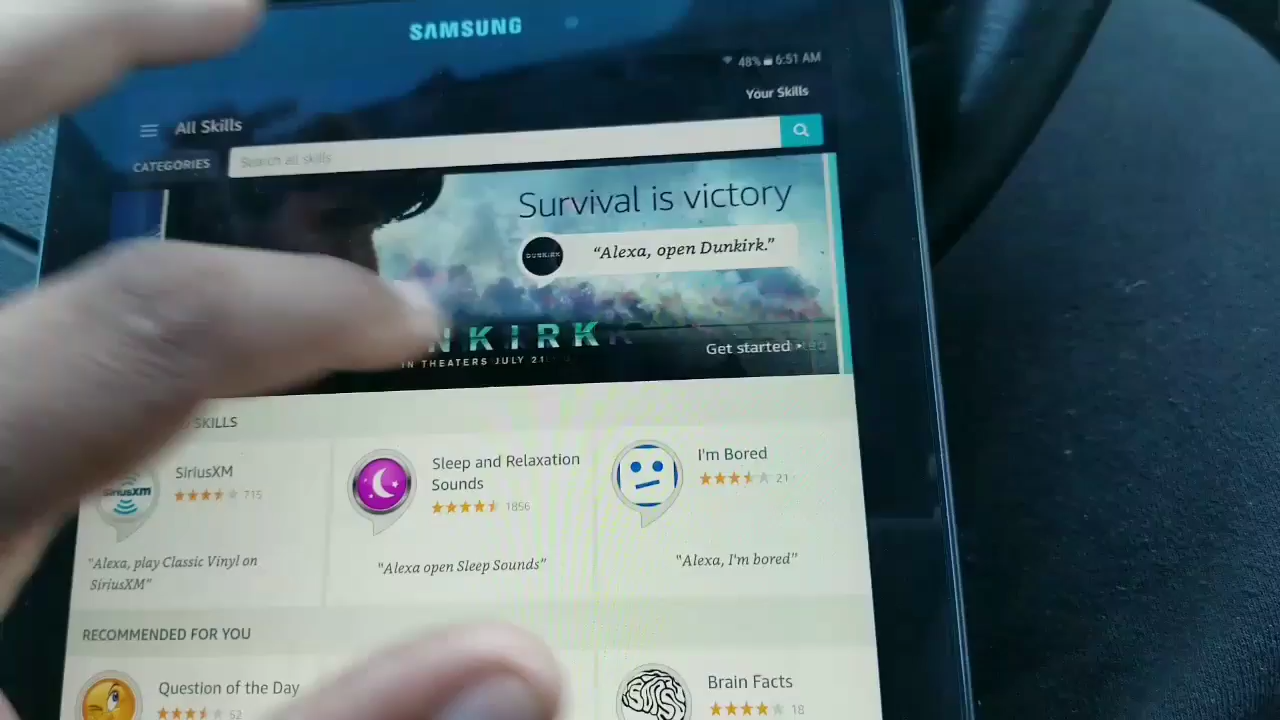 SAMSUNG
48% 6:51 AM
Your Skills
All Skills
CATEGORIES
Search all skills
Survival is victory
DUNKIRK
“Alexa, open Dunkirk.”
NKIRK
IN THEATERS JULY 21
Get started
SKILLS
SiriusXM
715
siriusxm
"Alexa, play Classic Vinyl on
SiriusXM"
Sleep and Relaxation
Sounds
1856
"Alexa open Sleep Sounds"
I'm Bored
21
"Alexa, I'm bored"
RECOMMENDED FOR YOU
Question of the Day
52
Brain Facts
18